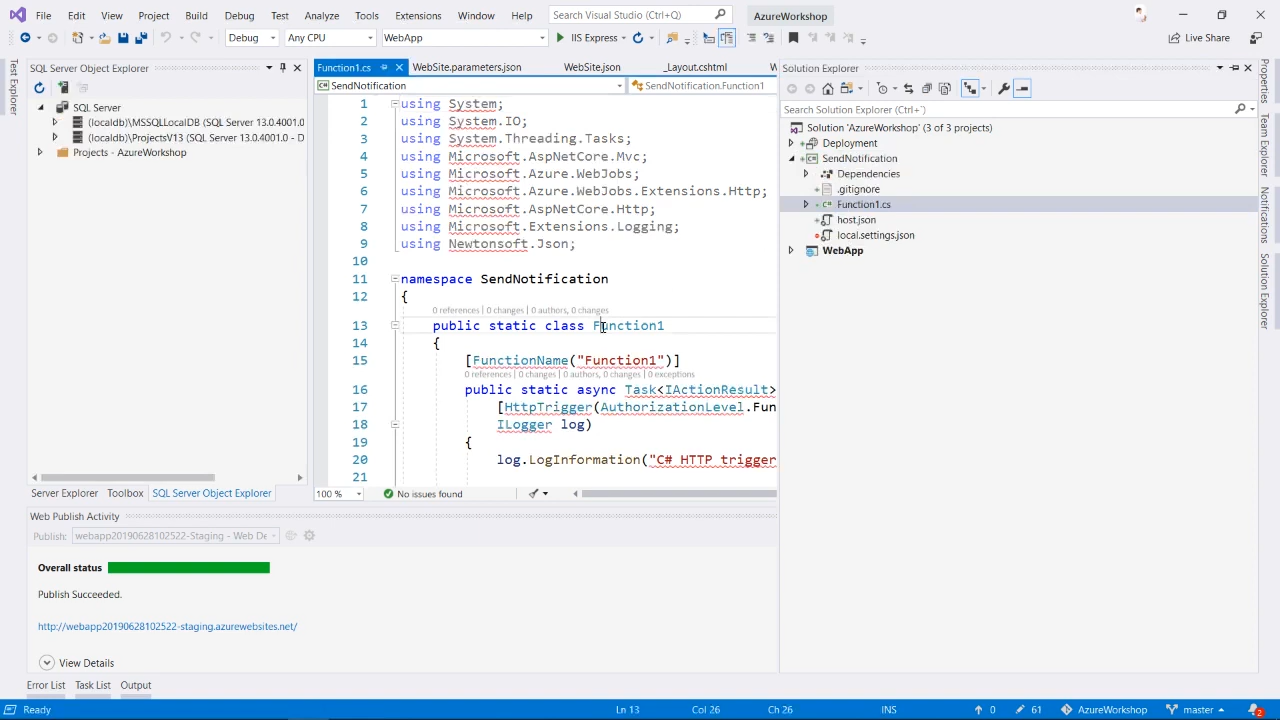 File Edit View Project Build Debug Test Analyze Tools Extensions Window Help Search Visual Studio (Ctrl+Q) AzureWorkshop
Debug Any CPU WebApp IIS Express Live Share
Test Explorer
SQL Server Object Explorer
SQL Server
(localdb)\MSSQLLocalDB (SQL Server 13.0.4001.0)
(localdb)\ProjectsV13 (SQL Server 13.0.4001.0 - D
Projects - AzureWorkshop
Server Explorer Toolbox SQL Server Object Explorer
Function1.cs WebSite.parameters.json WebSite.json _Layout.cshtml W
SendNotification SendNotification.Function1
1 using System;
2 using System.IO;
3 using System.Threading.Tasks;
4 using Microsoft.AspNetCore.Mvc;
5 using Microsoft.Azure.WebJobs;
6 using Microsoft.Azure.WebJobs.Extensions.Http;
7 using Microsoft.AspNetCore.Http;
8 using Microsoft.Extensions.Logging;
9 using Newtonsoft.Json;
10
11 namespace SendNotification
12 {
0 references | 0 changes | 0 authors, 0 changes
13 public static class Function1
14 {
15 [FunctionName("Function1")]
0 references | 0 changes | 0 authors, 0 changes | 0 exceptions
16 public static async Task<IActionResult>
17 [HttpTrigger(AuthorizationLevel.Fun
18 ILogger log)
19 {
20 log.LogInformation("C# HTTP trigger
21
100 % No issues found
Solution Explorer
Search Solution Explorer (Ctrl+`)
Solution 'AzureWorkshop' (3 of 3 projects)
Deployment
SendNotification
Dependencies
.gitignore
Function1.cs
host.json
local.settings.json
WebApp
Properties
Team Explorer
Notifications
Solution Explorer
Web Publish Activity
Publish: webapp20190628102522-Staging - Web De
Overall status
Publish Succeeded.
http://webapp20190628102522-staging.azurewebsites.net/
View Details
Error List Task List Output
Ready Ln 13 Col 26 Ch 26 INS 0 61 AzureWorkshop master 2